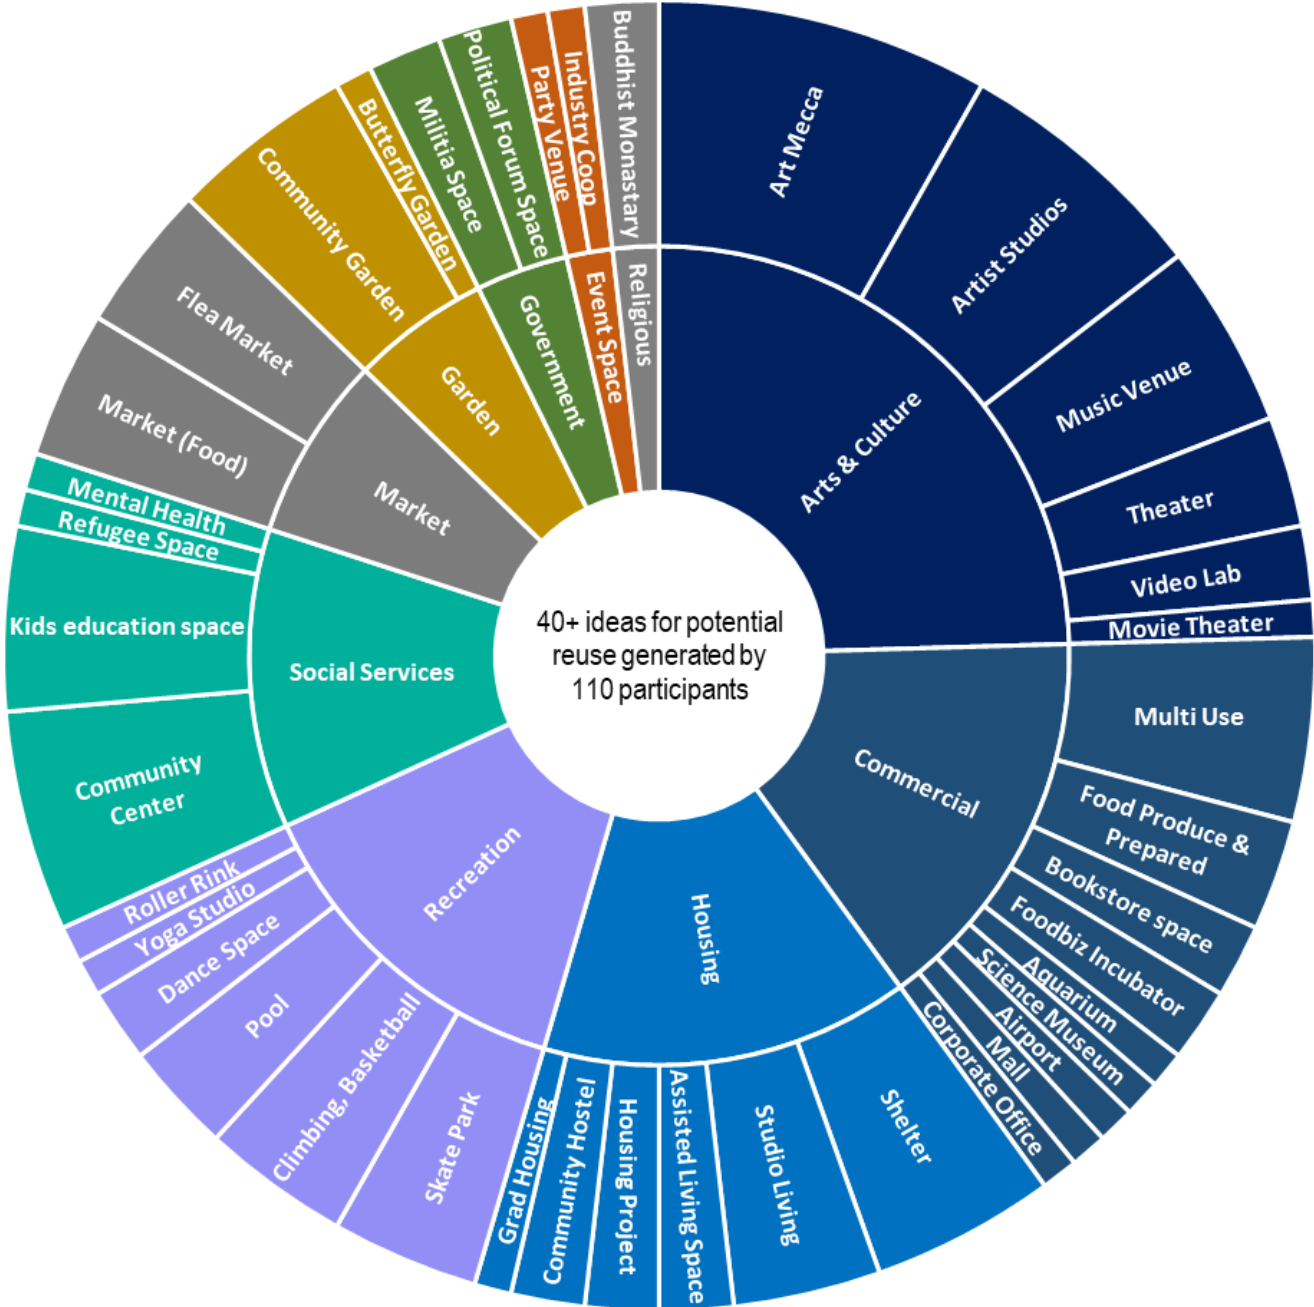 40+ ideas for potential
reuse generated by
110 participants
Arts & Culture
Art Mecca
Artist Studios
Music Venue
Theater
Video Lab
Movie Theater
Commercial
Multi Use
Food Produce &
Prepared
Bookstore space
Foodbiz Incubator
Aquarium
Science Museum
Airport
Mall
Corporate Office
Housing
Shelter
Studio Living
Assisted Living Space
Housing Project
Community Hostel
Grad Housing
Recreation
Skate Park
Climbing, Basketball
Pool
Dance Space
Yoga Studio
Roller Rink
Social Services
Community
Center
Kids education space
Refugee Space
Mental Health
Market
Market (Food)
Flea Market
Garden
Community Garden
Butterfly Garden
Government
Militia Space
Political Forum Space
Event Space
Party Venue
Industry Coop
Religious
Buddhist Monastary